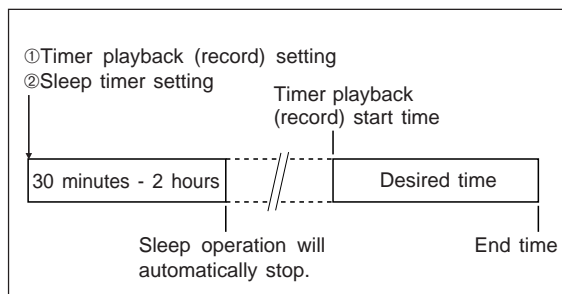 ①Timer playback (record) setting
②Sleep timer setting
Timer playback
(record) start time
30 minutes - 2 hours
Desired time
Sleep operation will
automatically stop.
End time